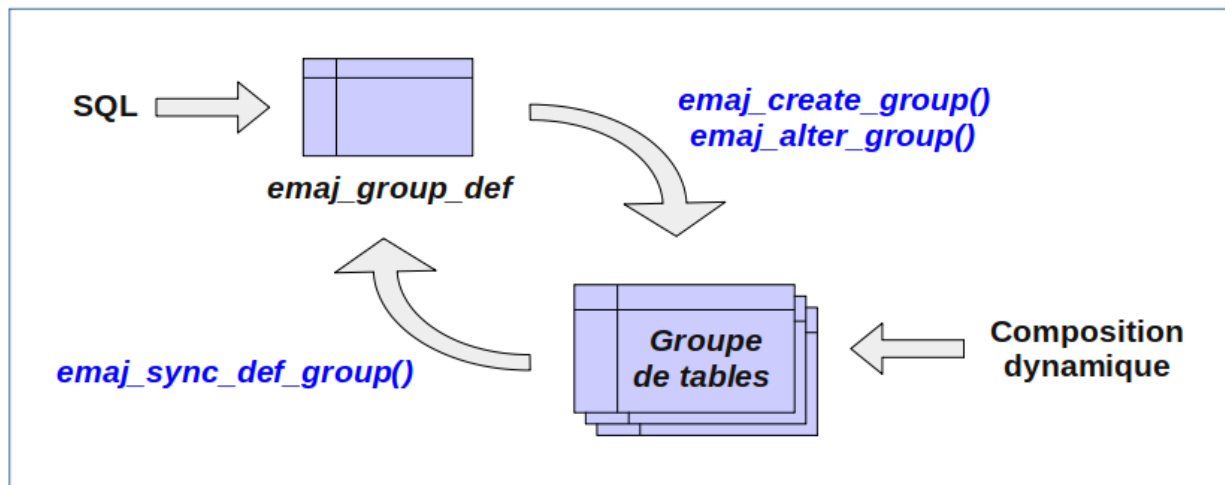 SQL
emaj_create_group()
emaj_alter_group()
emaj_group_def
Groupe
de tables
Composition
dynamique
emaj_sync_def_group()